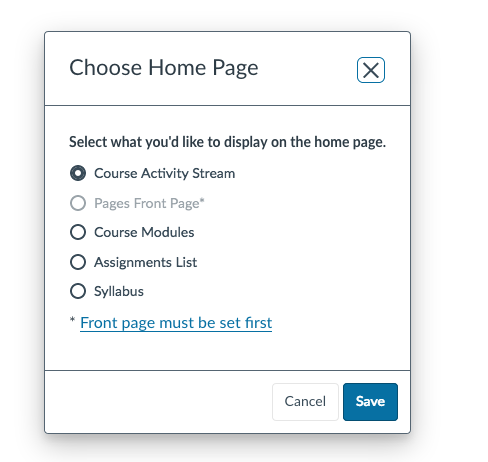 Choose Home Page
Select what you'd like to display on the home page.
Course Activity Stream
Pages Front Page*
Course Modules
Assignments List
Syllabus
* Front page must be set first
Cancel
Save